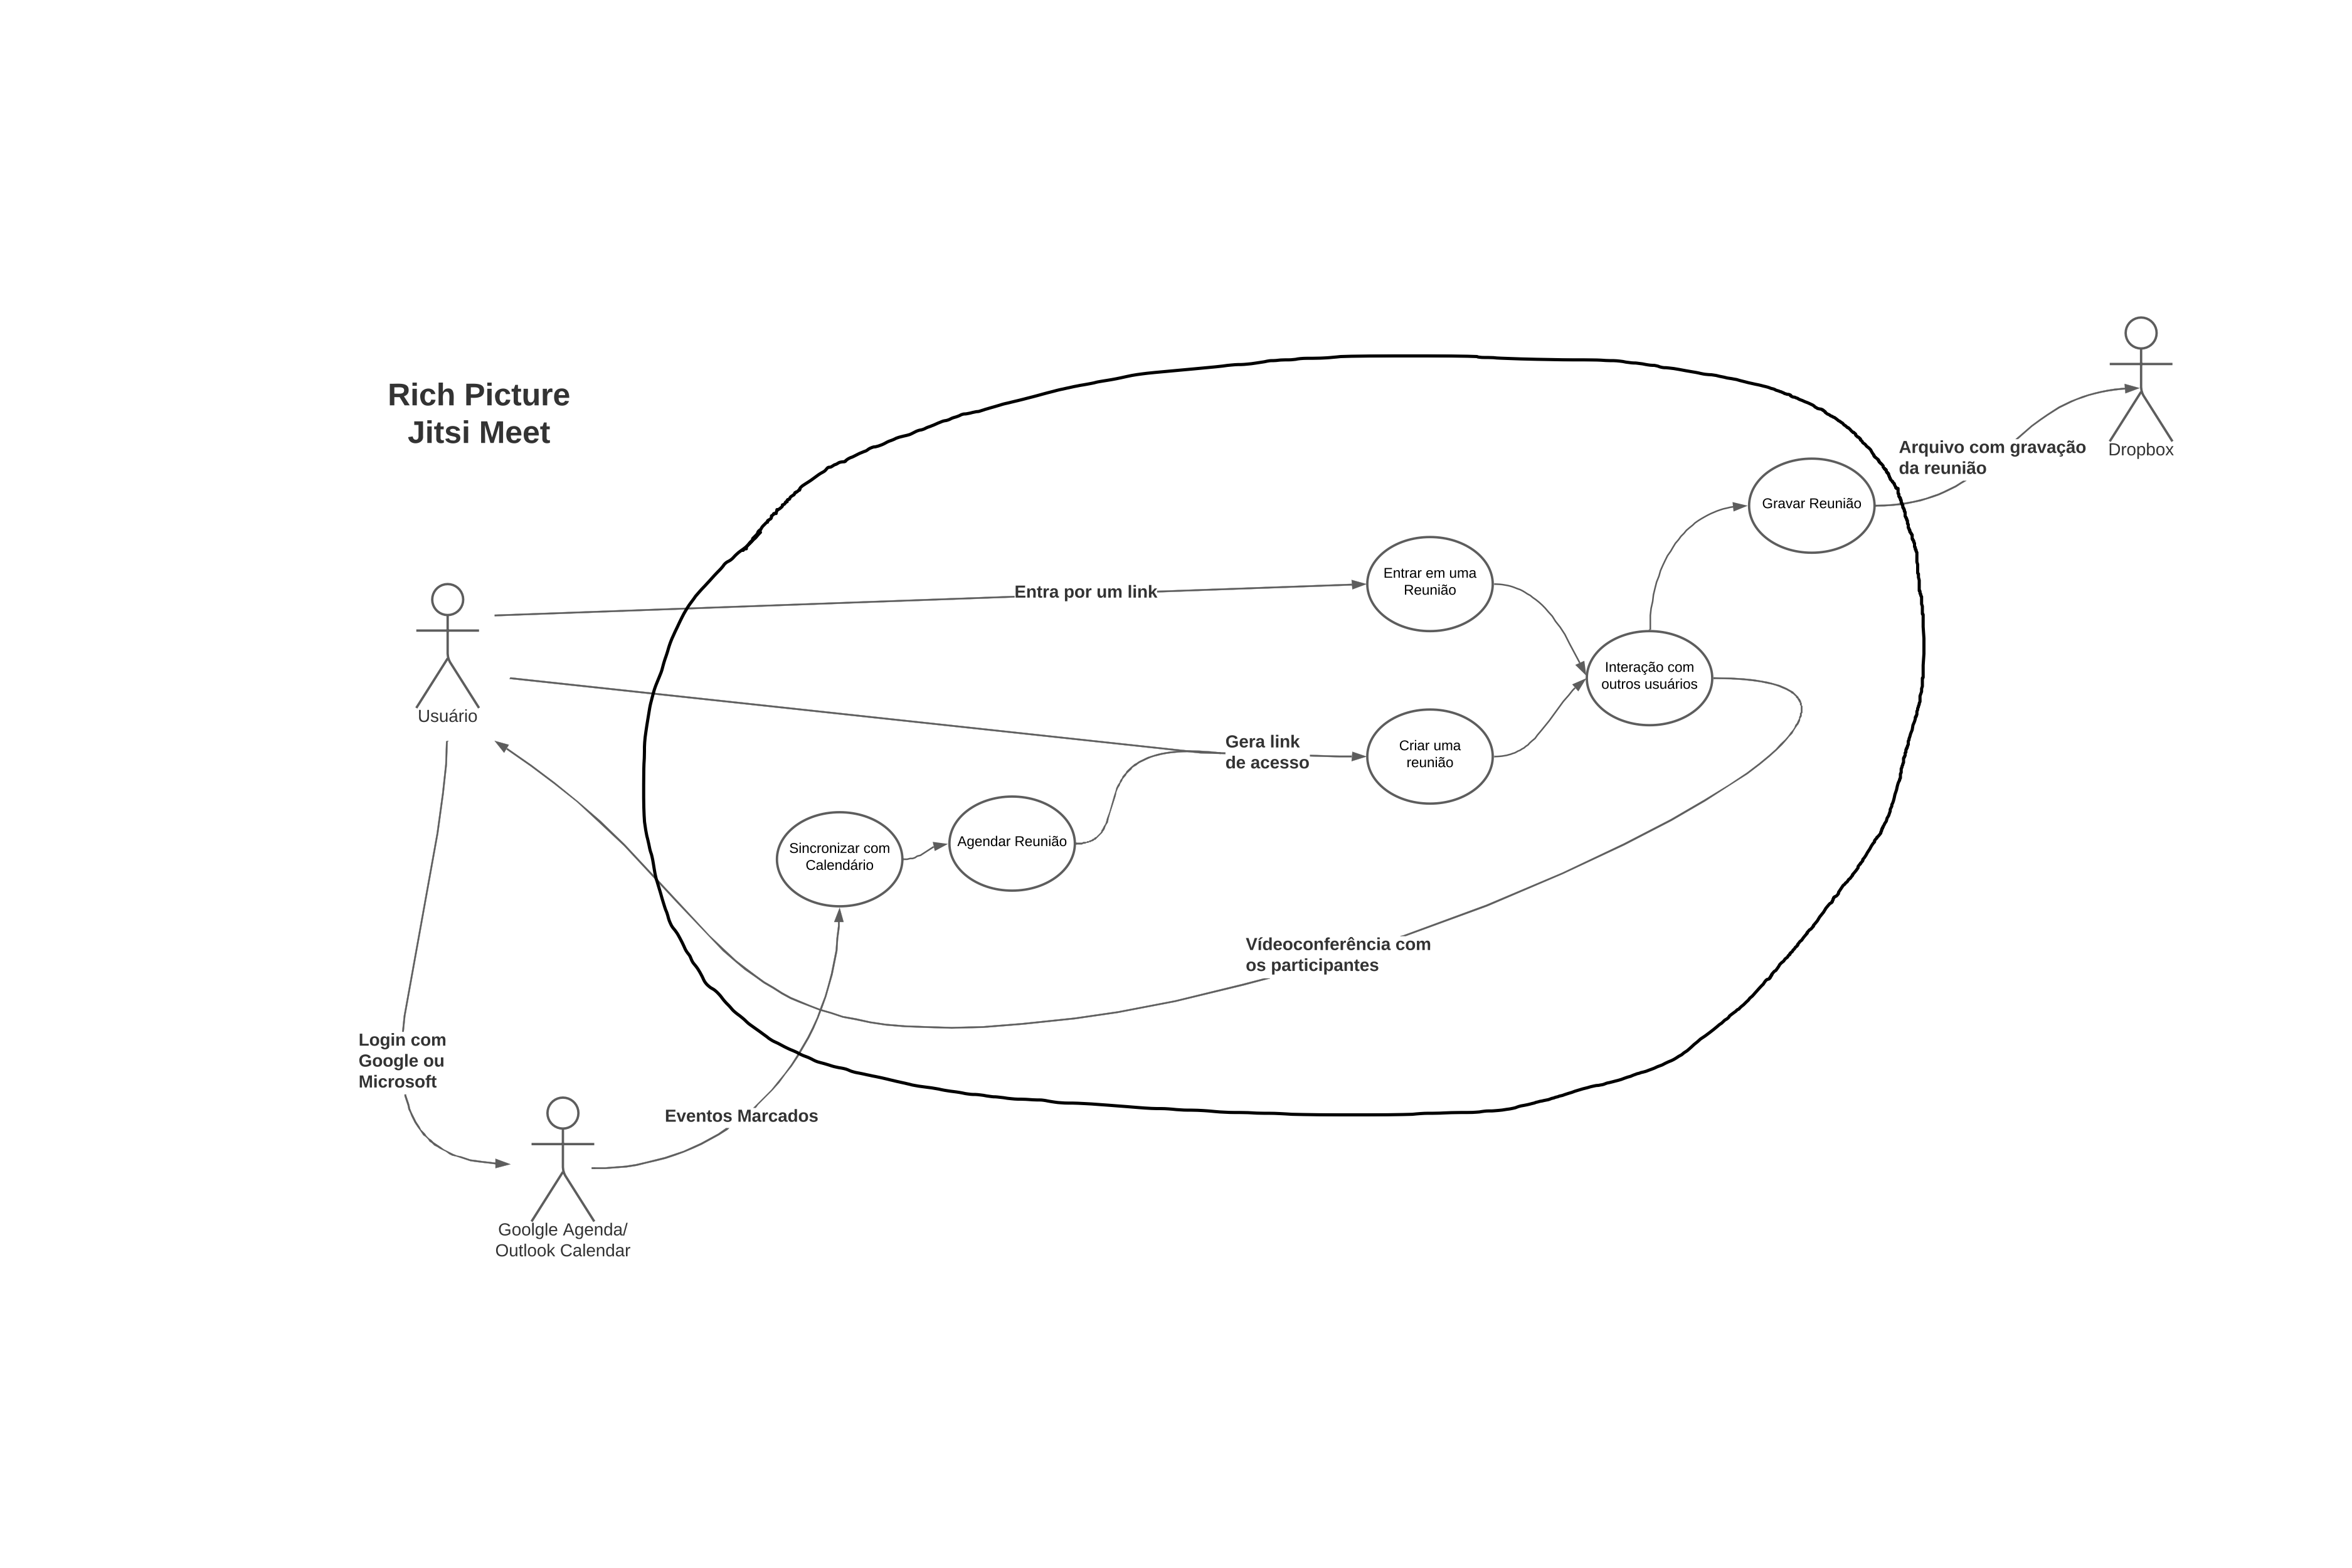 Rich Picture
Jitsi Meet
Dropbox
Arquivo com gravação
da reunião
Gravar Reunião
Entrar em uma
Reunião
Entra por um link
Interação com
outros usuários
Usuário
Gera link
de acesso
Criar uma
reunião
Sincronizar com
Calendário
Agendar Reunião
Vídeoconferência com
os participantes
Login com
Google ou
Microsoft
Eventos Marcados
Goolgle Agenda/
Outlook Calendar